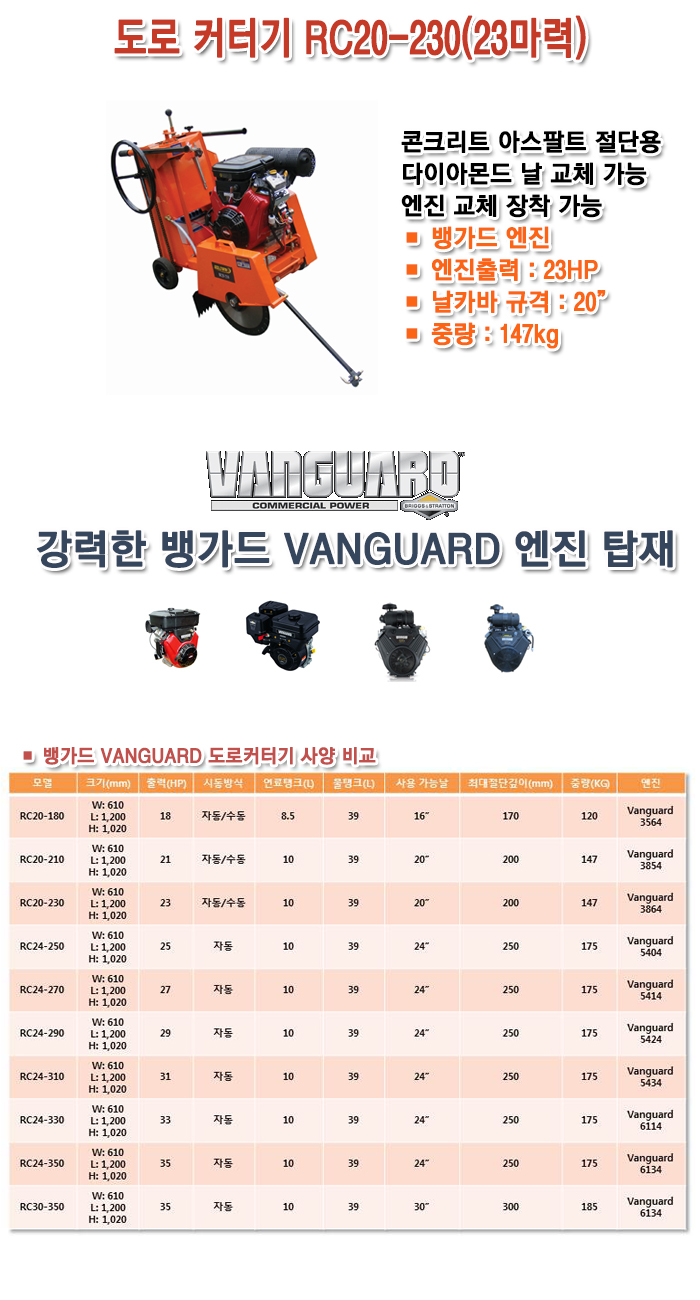 도로 커터기 RC20-230(23마력)
콘크리트 아스팔트 절단용
다이아몬드 날 교체 가능
엔진 교체 장착 가능
▪ 뱅가드 엔진
▪ 엔진출력 : 23HP
▪ 날카바 규격 : 20”
▪ 중량 : 147kg
VANGUARD
COMMERCIAL POWER
BRIGGS & STRATTON
강력한 뱅가드 VANGUARD 엔진 탑재
▪ 뱅가드 VANGUARD 도로커터기 사양 비교
모델 크기(mm) 출력(HP) 시동방식 연료탱크(L) 물탱크(L) 사용 가능날 최대절단깊이(mm) 중량(KG) 엔진
RC20-180 W: 610 L: 1,200 H: 1,020 18 자동/수동 8.5 39 16” 170 120 Vanguard 3564
RC20-210 W: 610 L: 1,200 H: 1,020 21 자동/수동 10 39 20” 200 147 Vanguard 3854
RC20-230 W: 610 L: 1,200 H: 1,020 23 자동/수동 10 39 20” 200 147 Vanguard 3864
RC24-250 W: 610 L: 1,200 H: 1,020 25 자동 10 39 24” 250 175 Vanguard 5404
RC24-270 W: 610 L: 1,200 H: 1,020 27 자동 10 39 24” 250 175 Vanguard 5414
RC24-290 W: 610 L: 1,200 H: 1,020 29 자동 10 39 24” 250 175 Vanguard 5424
RC24-310 W: 610 L: 1,200 H: 1,020 31 자동 10 39 24” 250 175 Vanguard 5434
RC24-330 W: 610 L: 1,200 H: 1,020 33 자동 10 39 24” 250 175 Vanguard 6114
RC24-350 W: 610 L: 1,200 H: 1,020 35 자동 10 39 24” 250 175 Vanguard 6134
RC30-350 W: 610 L: 1,200 H: 1,020 35 자동 10 39 30” 300 185 Vanguard 6134